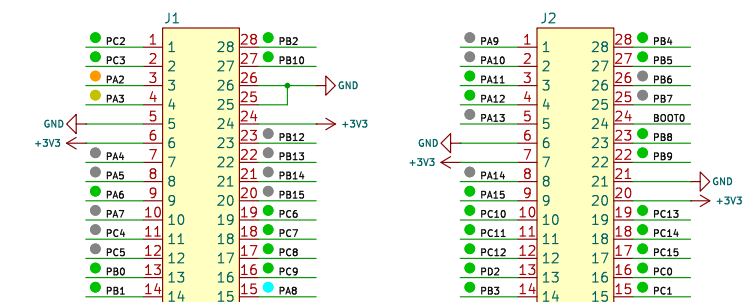 J1
PC2 1 1 28 28 PB2
PC3 2 2 27 27 PB10
PA2 3 3 26 26 GND
PA3 4 4 25 25
GND 5 5 24 24 +3V3
+3V3 6 6 23 23 PB12
PA4 7 7 22 22 PB13
PA5 8 8 21 21 PB14
PA6 9 9 20 20 PB15
PA7 10 10 19 19 PC6
PC4 11 11 18 18 PC7
PC5 12 12 17 17 PC8
PB0 13 13 16 16 PC9
PB1 14 14 15 15 PA8
J2
PA9 1 1 28 28 PB4
PA10 2 2 27 27 PB5
PA11 3 3 26 26 PB6
PA12 4 4 25 25 PB7
PA13 5 5 24 24 BOOT0
GND 6 6 23 23 PB8
+3V3 7 7 22 22 PB9
PA14 8 8 21 21 GND
PA15 9 9 20 20 +3V3
PC10 10 10 19 19 PC13
PC11 11 11 18 18 PC14
PC12 12 12 17 17 PC15
PD2 13 13 16 16 PC0
PB3 14 14 15 15 PC1